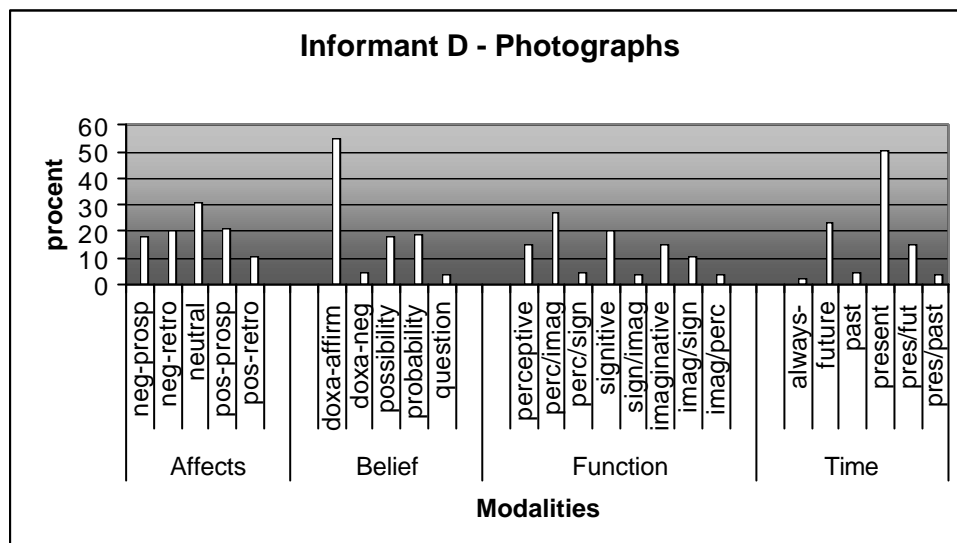 Informant D - Photographs
procent
60
50
40
30
20
10
0
neg-prosp
neg-retro
neutral
pos-prosp
pos-retro
doxa-affirm
doxa-neg
possibility
probability
question
perceptive
perc/imag
perc/sign
signitive
sign/imag
imaginative
imag/sign
imag/perc
always-
future
past
present
pres/fut
pres/past
Affects
Belief
Function
Time
Modalities